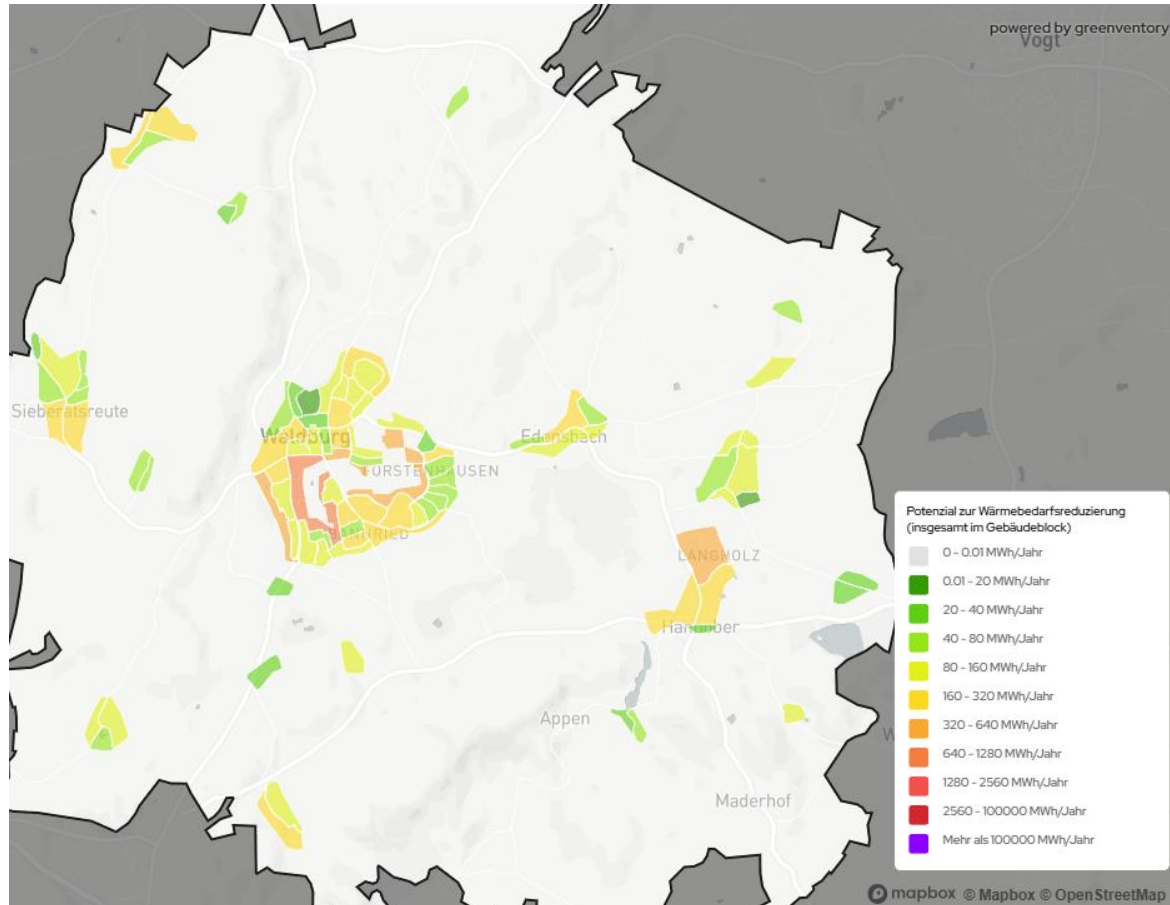 powered by greenventory
Vogt
Sieberatsreute
Waldburg
Edensbach
FÜRSTENHAUSEN
SANNRIED
LANGHOLZ
Hannober
Appen
Maderhof
W
Potenzial zur Wärmebedarfsreduzierung
(insgesamt im Gebäudeblock)
0 - 0.01 MWh/Jahr
0.01 - 20 MWh/Jahr
20 - 40 MWh/Jahr
40 - 80 MWh/Jahr
80 - 160 MWh/Jahr
160 - 320 MWh/Jahr
320 - 640 MWh/Jahr
640 - 1280 MWh/Jahr
1280 - 2560 MWh/Jahr
2560 - 100000 MWh/Jahr
Mehr als 100000 MWh/Jahr
mapbox © Mapbox © OpenStreetMap